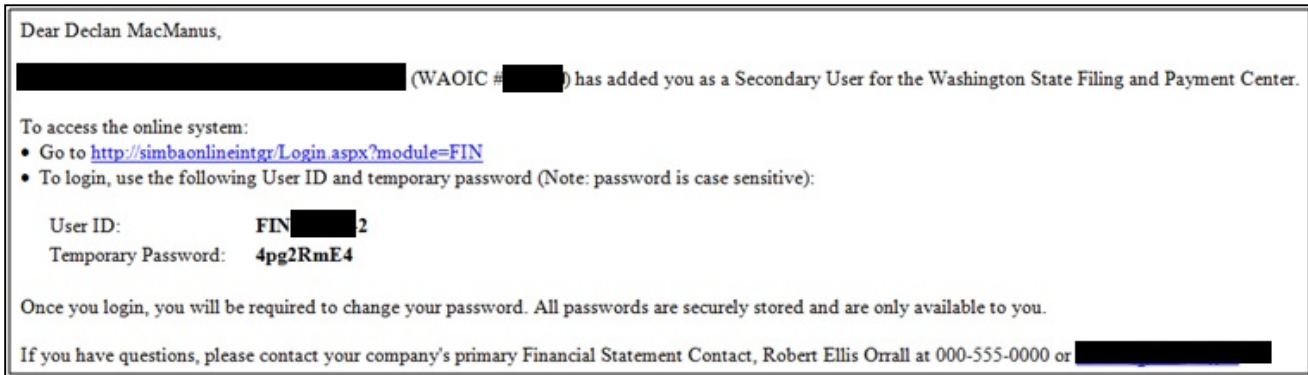 Dear Declan MacManus,
(WAOIC # ) has added you as a Secondary User for the Washington State Filing and Payment Center.
To access the online system:
• Go to http://simbaonlineintgr/Login.aspx?module=FIN
• To login, use the following User ID and temporary password (Note: password is case sensitive):
User ID: FIN 2
Temporary Password: 4pg2RmE4
Once you login, you will be required to change your password. All passwords are securely stored and are only available to you.
If you have questions, please contact your company's primary Financial Statement Contact, Robert Ellis Orrall at 000-555-0000 or